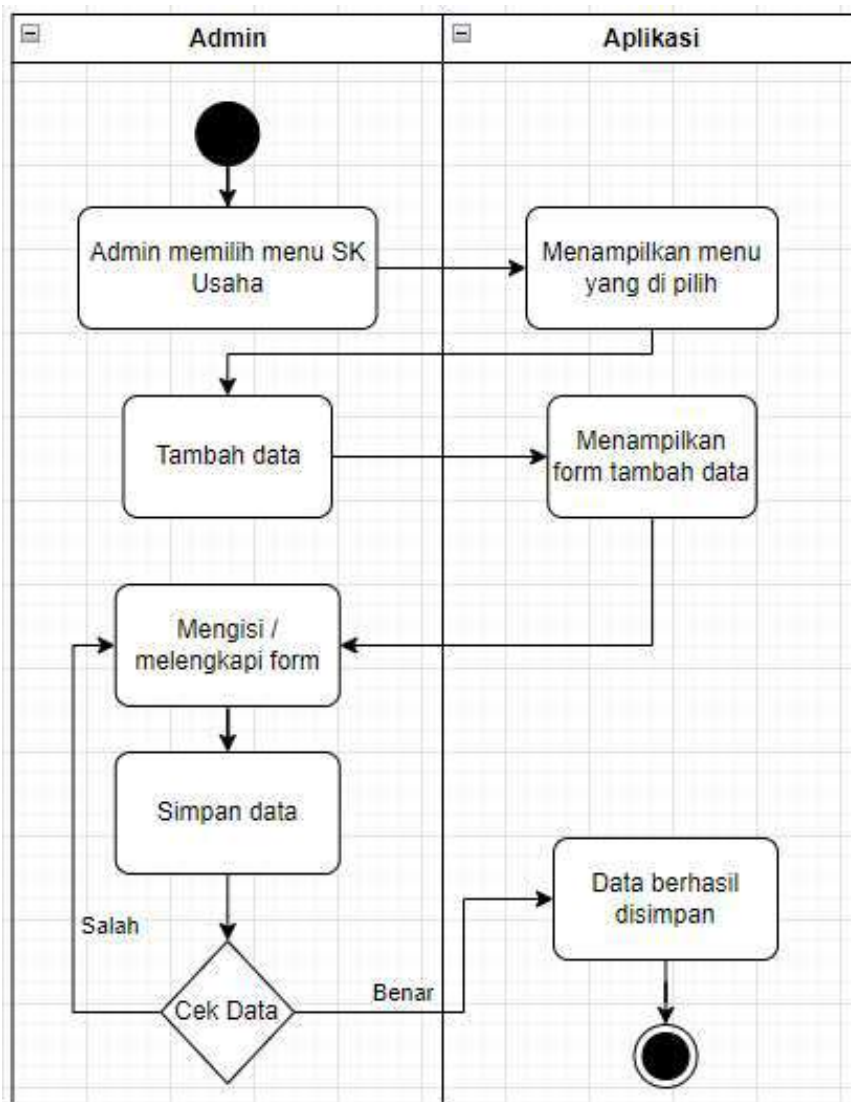 Admin
Aplikasi
Admin memilih menu SK
Usaha
Menampilkan menu
yang di pilih
Tambah data
Menampilkan
form tambah data
Mengisi /
melengkapi form
Simpan data
Data berhasil
disimpan
Salah
Cek Data
Benar